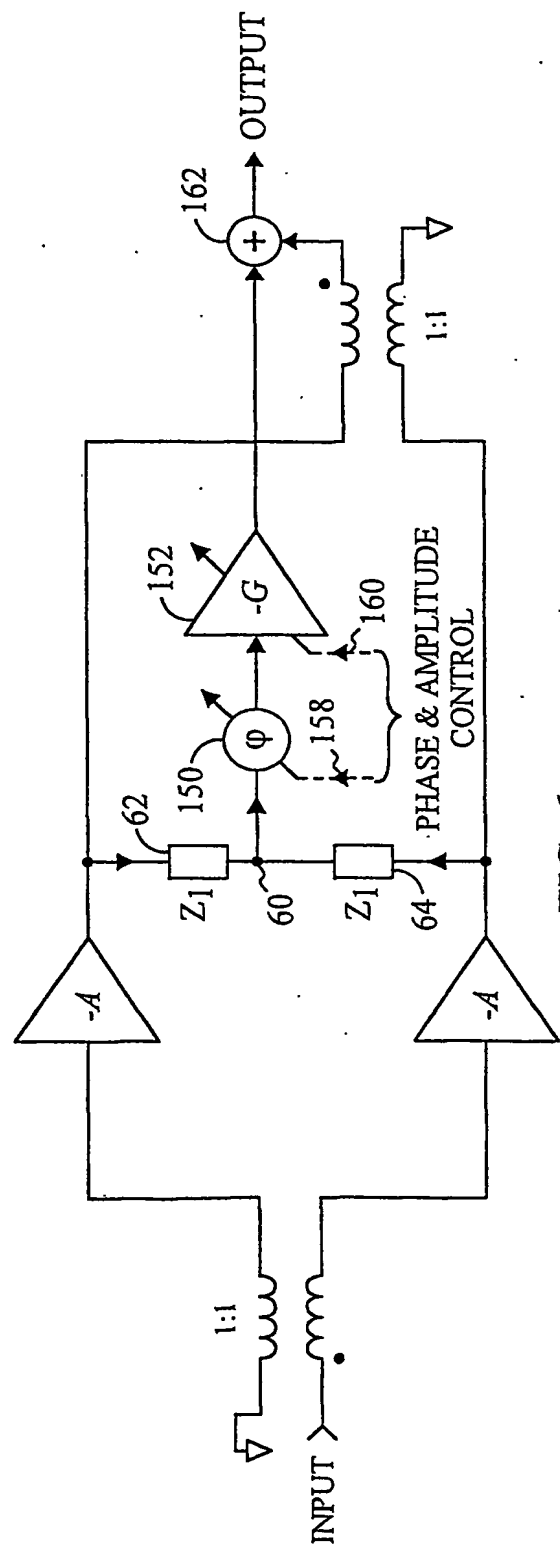 INPUT
1:1
-A
-A
Z1
62
60
Z1
64
150
φ
158
152
-G
160
PHASE & AMPLITUDE
CONTROL
162
+
OUTPUT
1:1